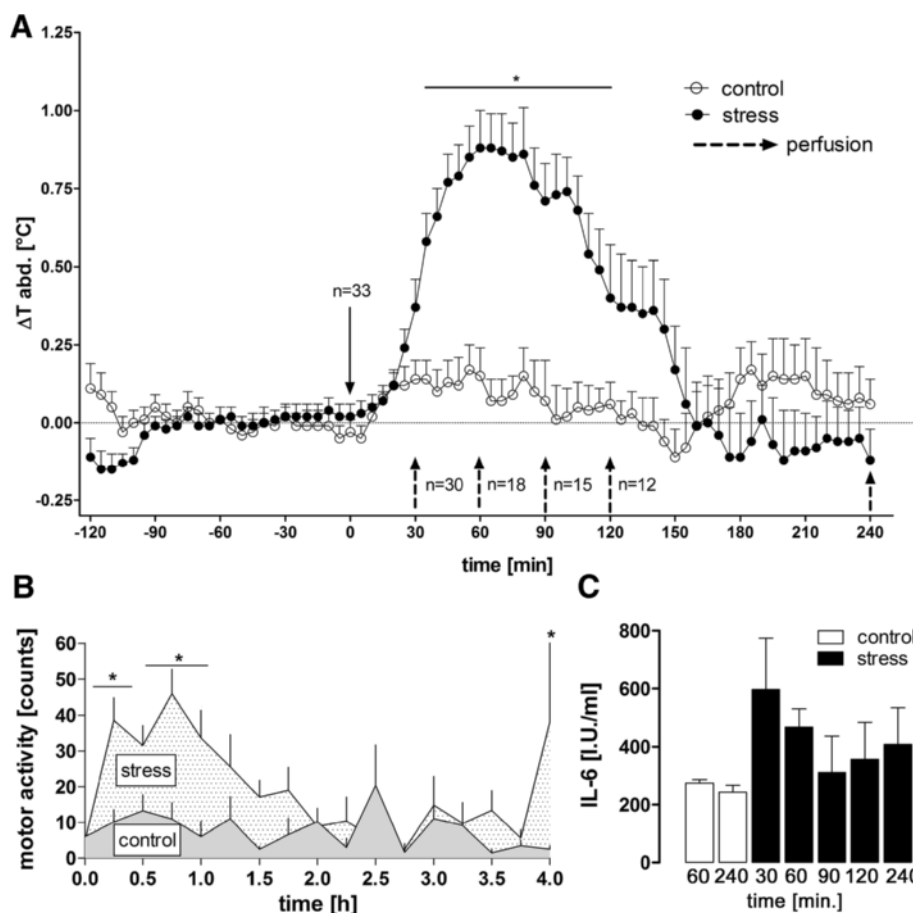 A
1.25
1.00
0.75
0.50
0.25
0.00
-0.25
ΔT abd. [°C]
*
control
stress
perfusion
n=33
n=30
n=18
n=15
n=12
-120 -90 -60 -30 0 30 60 90 120 150 180 210 240
time [min]
B
60
50
40
30
20
10
0
motor activity [counts]
* * *
stress
control
0.0 0.5 1.0 1.5 2.0 2.5 3.0 3.5 4.0
time [h]
C
800
600
400
200
0
IL-6 [I.U./ml]
control
stress
60 240 30 60 90 120 240
time [min.]